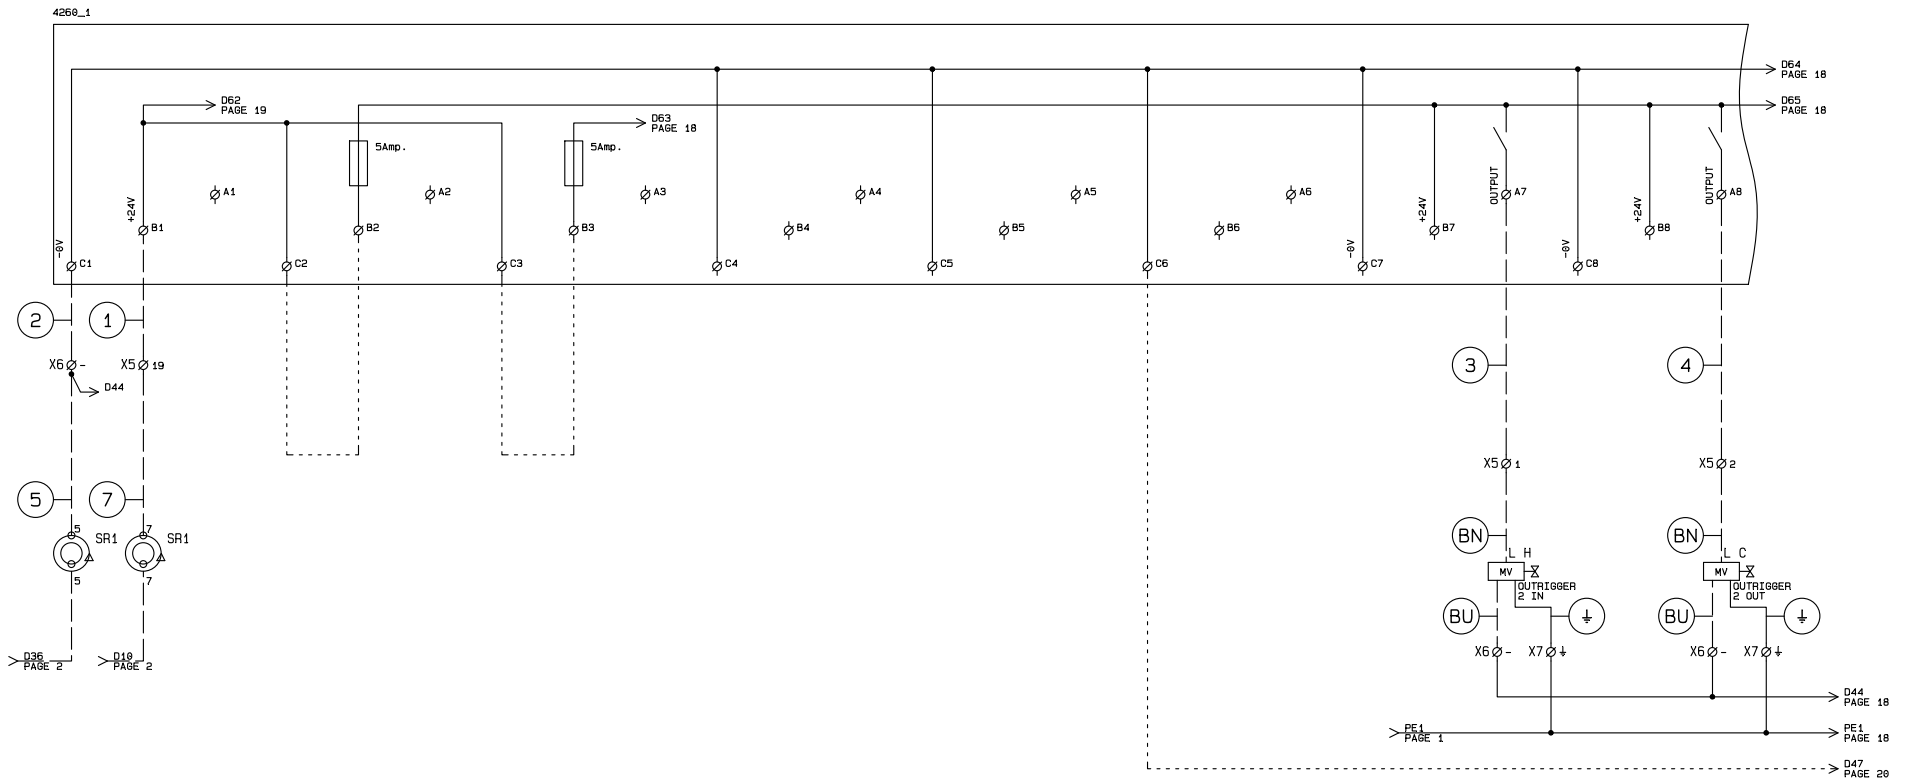 4260_1
D64
PAGE 18
D62
PAGE 19
D65
PAGE 18
D63
PAGE 18
5Amp.
5Amp.
A1
A2
A3
A4
A5
A6
OUTPUT
A7
OUTPUT
A8
+24V
B1
B2
B3
B4
B5
B6
+24V
B7
+24V
B8
-0V
C1
C2
C3
C4
C5
C6
-0V
C7
-0V
C8
2
1
X6 -
X5 19
D44
3
4
X5 1
X5 2
5
7
5
SR1
7
SR1
5
7
BN
BN
L H
L C
MV
MV
OUTRIGGER
2 IN
OUTRIGGER
2 OUT
BU
BU
X6 -
X7
X6 -
X7
D36
PAGE 2
D10
PAGE 2
D44
PAGE 18
PE1
PAGE 1
PE1
PAGE 18
D47
PAGE 20